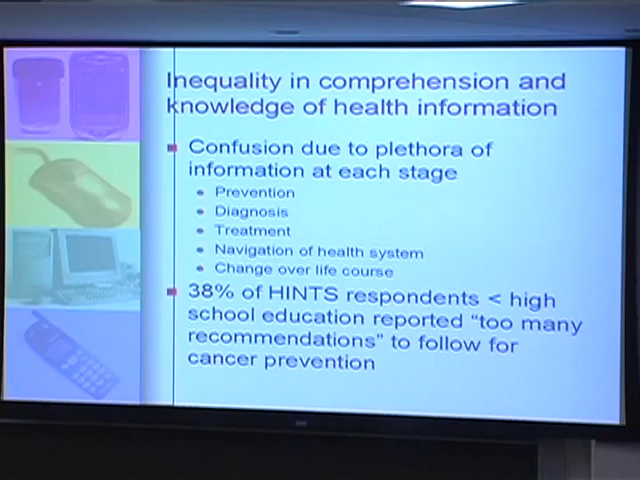 Inequality in comprehension and
knowledge of health information
Confusion due to plethora of
information at each stage
Prevention
Diagnosis
Treatment
Navigation of health system
Change over life course
38% of HINTS respondents < high
school education reported “too many
recommendations” to follow for
cancer prevention